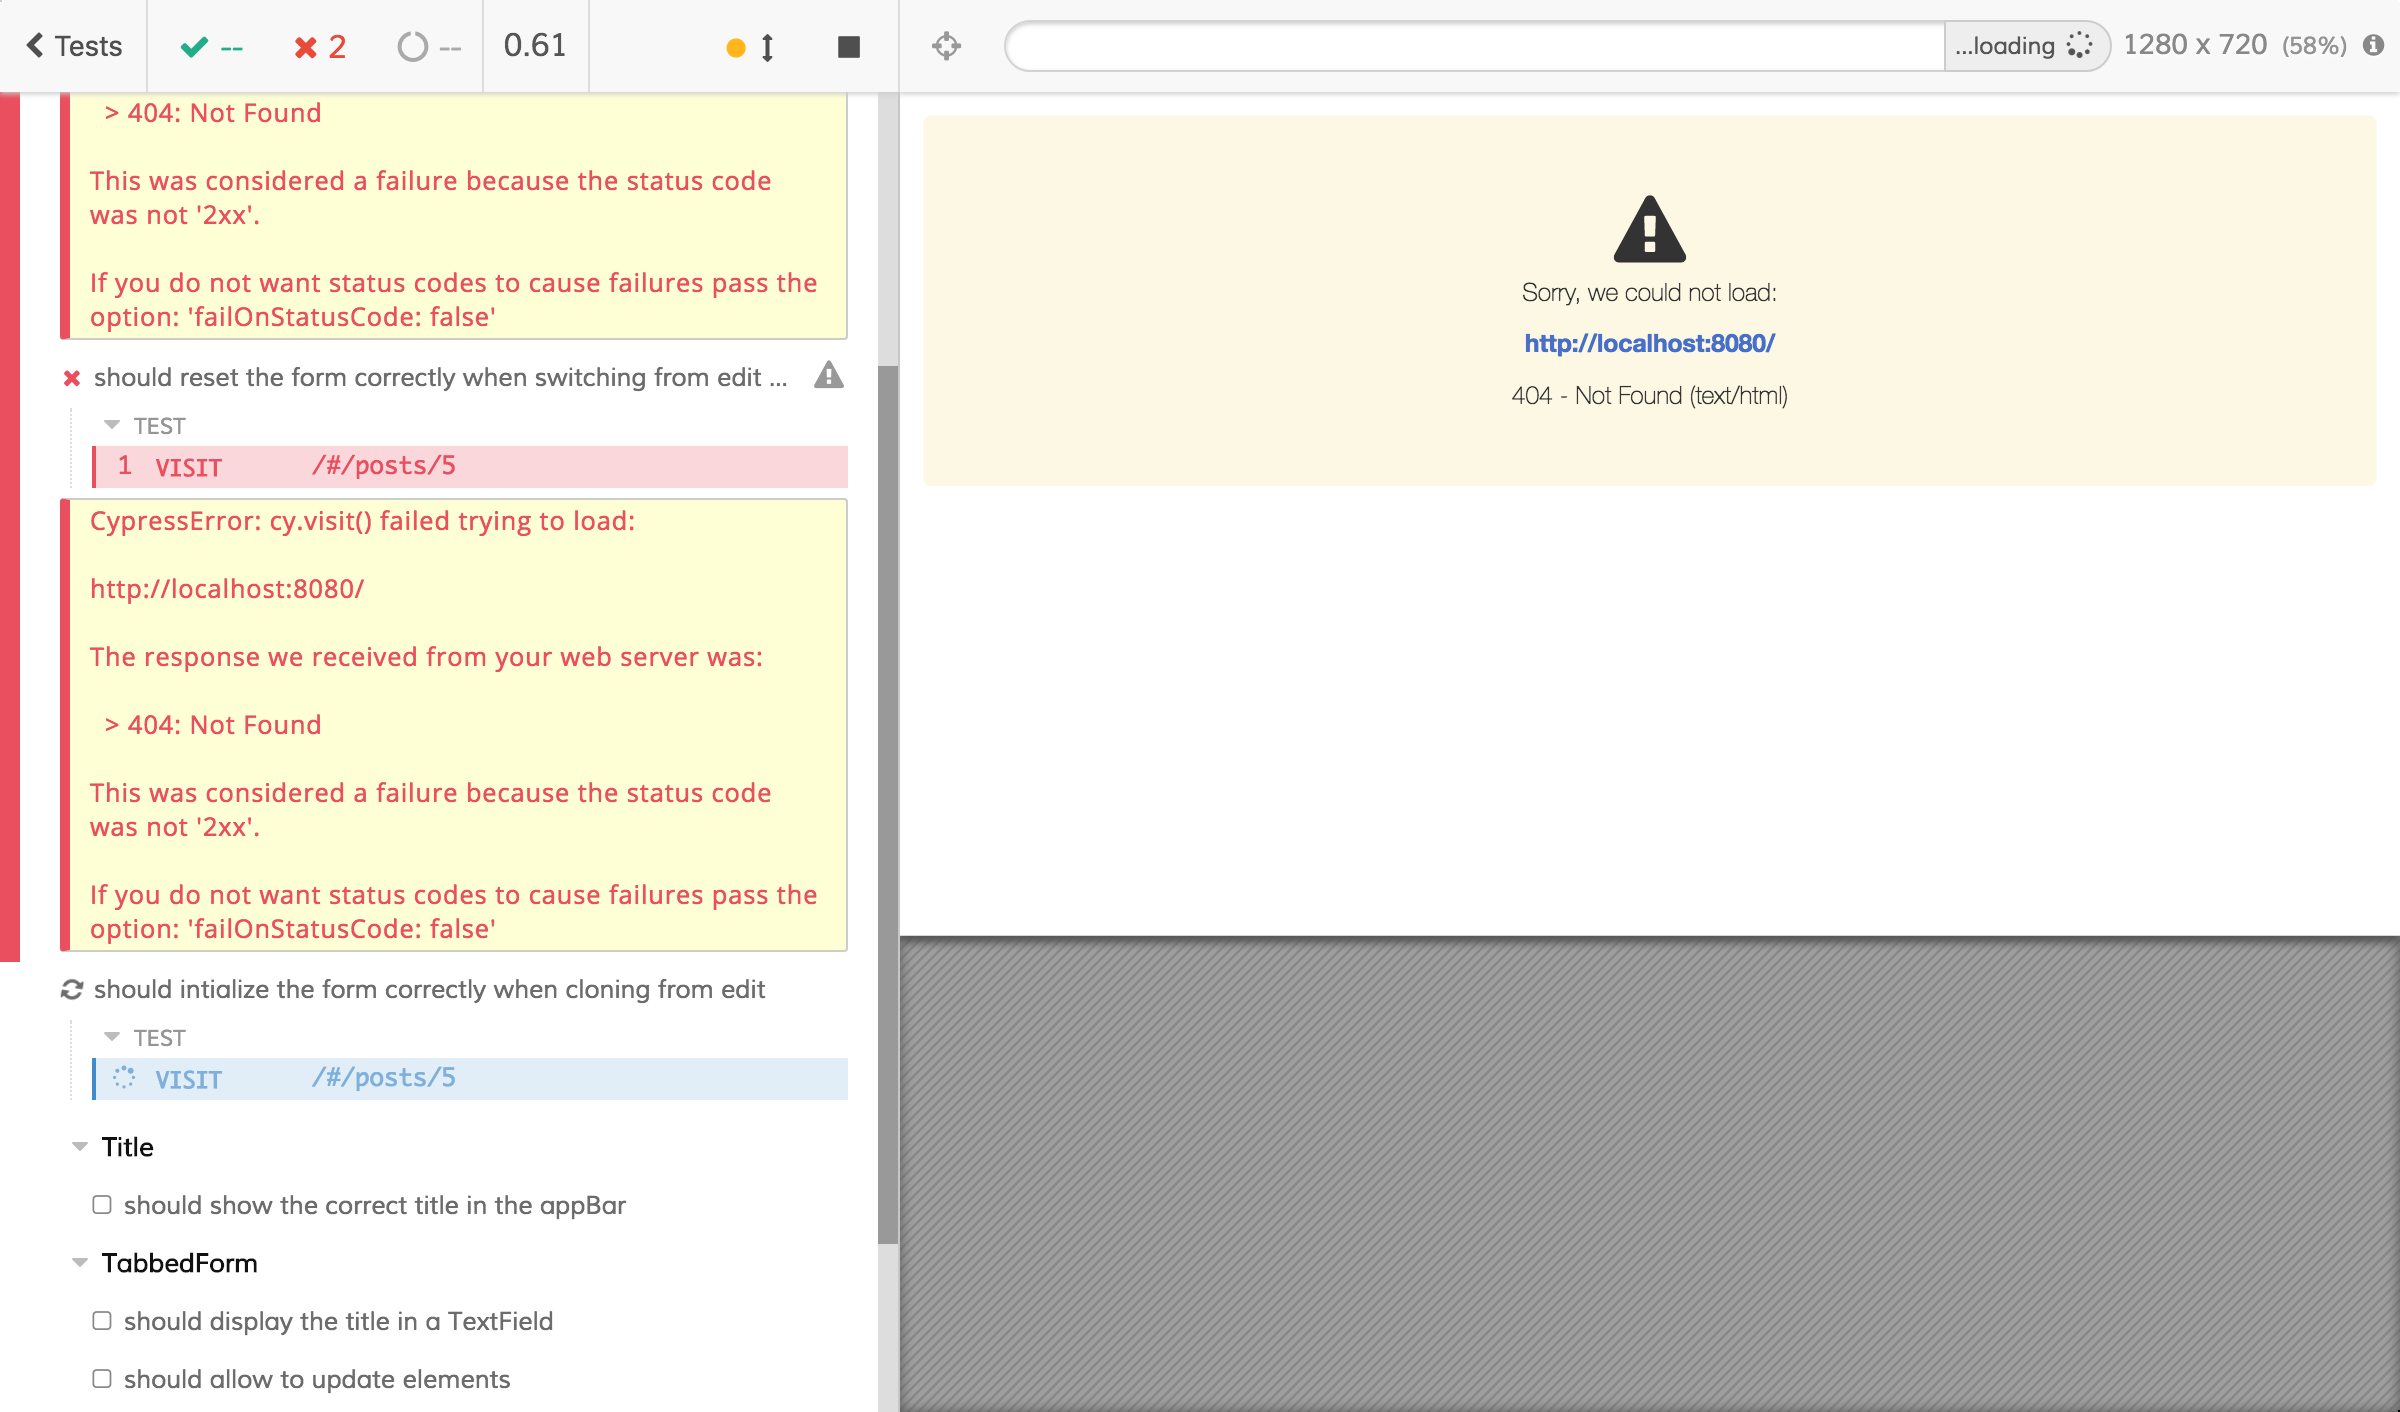 Tests
--
2
--
0.61
...loading
1280 x 720 (58%)
> 404: Not Found
This was considered a failure because the status code
was not '2xx'.
If you do not want status codes to cause failures pass the
option: 'failOnStatusCode: false'
should reset the form correctly when switching from edit ...
TEST
1 VISIT /#/posts/5
CypressError: cy.visit() failed trying to load:
http://localhost:8080/
The response we received from your web server was:
> 404: Not Found
This was considered a failure because the status code
was not '2xx'.
If you do not want status codes to cause failures pass the
option: 'failOnStatusCode: false'
should intialize the form correctly when cloning from edit
TEST
VISIT /#/posts/5
Title
should show the correct title in the appBar
TabbedForm
should display the title in a TextField
should allow to update elements
Sorry, we could not load:
http://localhost:8080/
404 - Not Found (text/html)